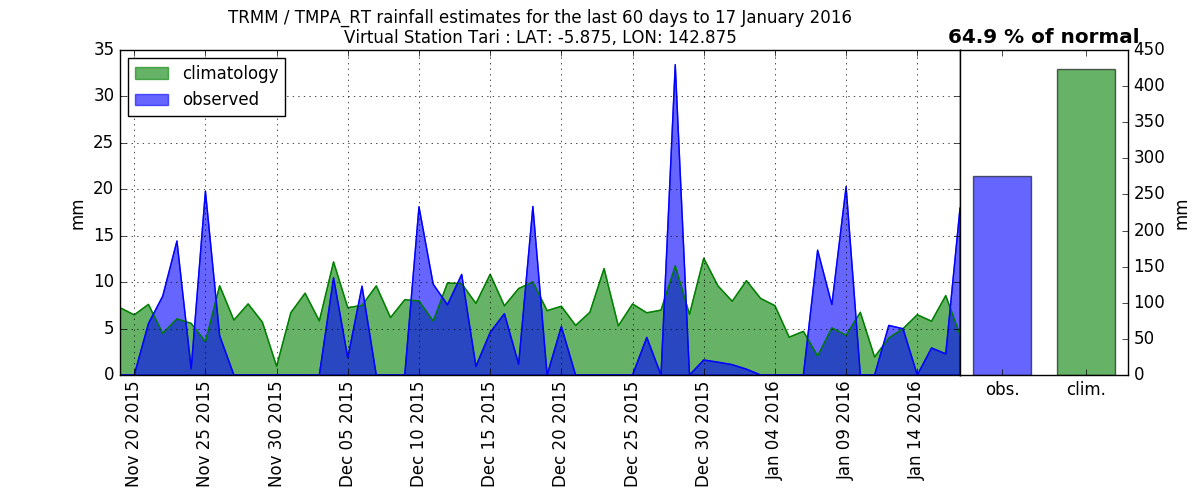 TRMM / TMPA_RT rainfall estimates for the last 60 days to 17 January 2016
Virtual Station Tari : LAT: -5.875, LON: 142.875
64.9 % of normal
climatology
observed
35
30
25
20
15
10
5
0
mm
Nov 20 2015
Nov 25 2015
Nov 30 2015
Dec 05 2015
Dec 10 2015
Dec 15 2015
Dec 20 2015
Dec 25 2015
Dec 30 2015
Jan 04 2016
Jan 09 2016
Jan 14 2016
450
400
350
300
250
200
150
100
50
0
mm
obs.
clim.